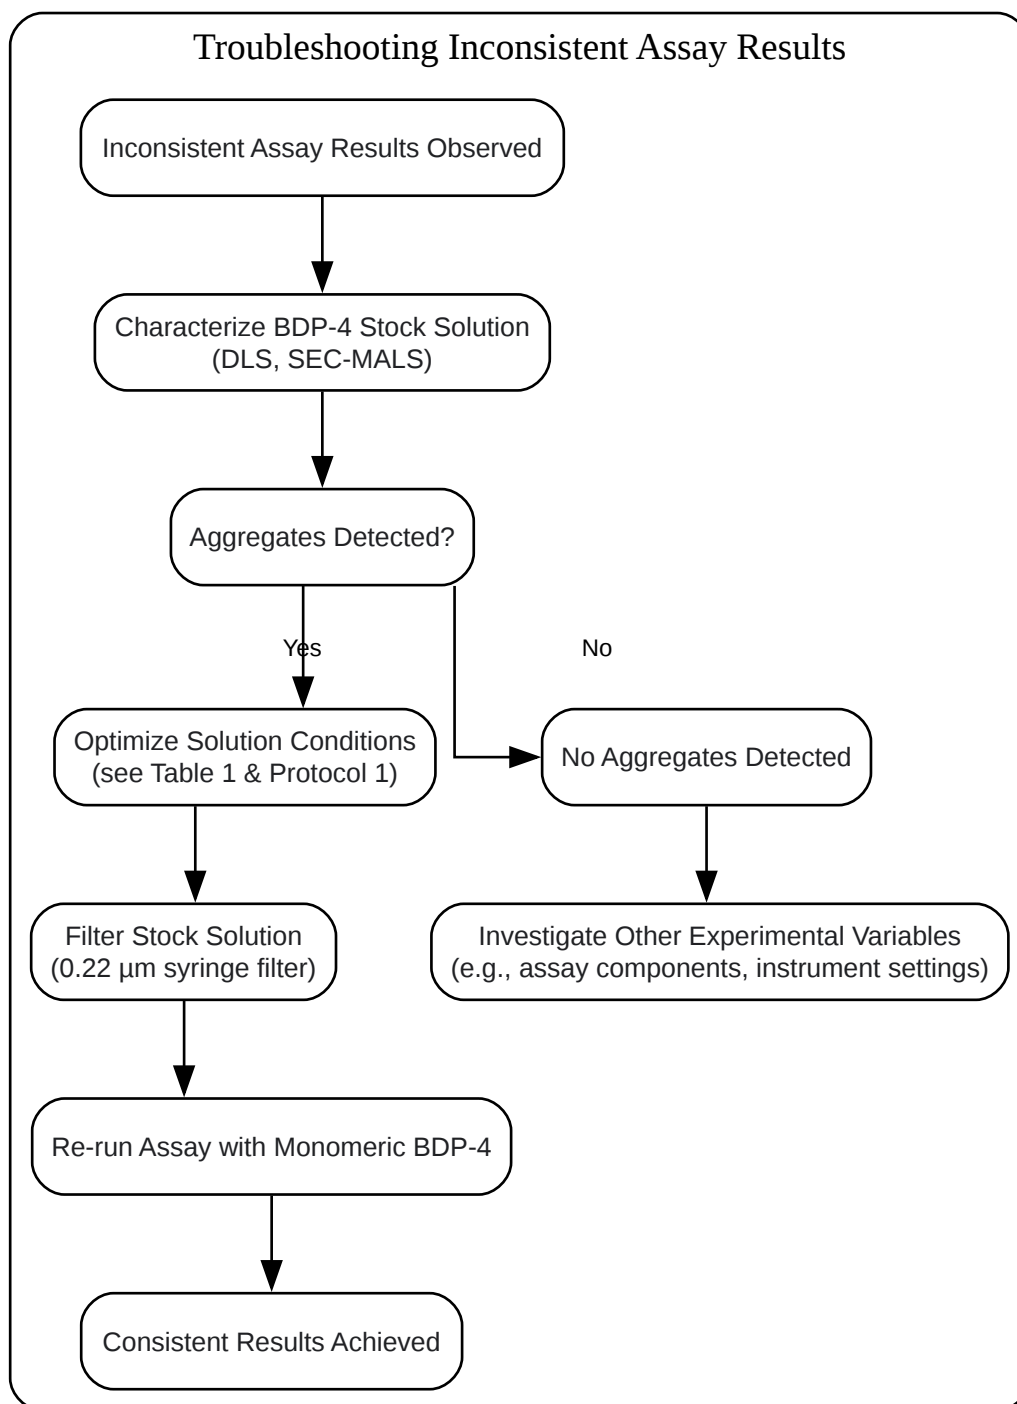 Troubleshooting Inconsistent Assay Results
Inconsistent Assay Results Observed
Characterize BDP-4 Stock Solution
(DLS, SEC-MALS)
Aggregates Detected?
Yes
No
Optimize Solution Conditions
(see Table 1 & Protocol 1)
No Aggregates Detected
Filter Stock Solution
(0.22 µm syringe filter)
Investigate Other Experimental Variables
(e.g., assay components, instrument settings)
Re-run Assay with Monomeric BDP-4
Consistent Results Achieved